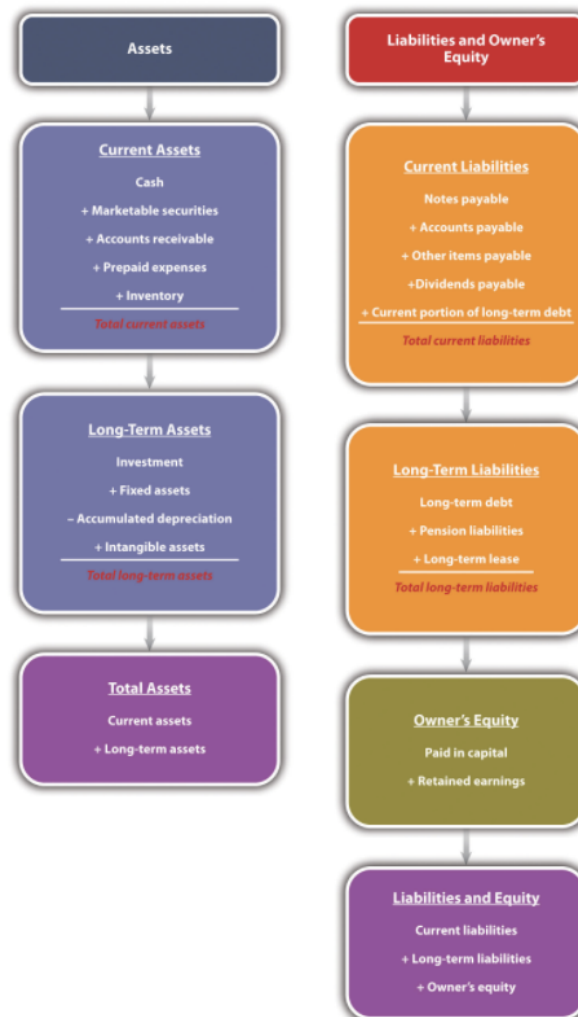 Assets
Current Assets
Cash
+ Marketable securities
+ Accounts receivable
+ Prepaid expenses
+ Inventory
Total current assets
Long-Term Assets
Investment
+ Fixed assets
– Accumulated depreciation
+ Intangible assets
Total long-term assets
Total Assets
Current assets
+ Long-term assets
Liabilities and Owner's
Equity
Current Liabilities
Notes payable
+ Accounts payable
+ Other items payable
+Dividends payable
+ Current portion of long-term debt
Total current liabilities
Long-Term Liabilities
Long-term debt
+ Pension liabilities
+ Long-term lease
Total long-term liabilities
Owner's Equity
Paid in capital
+ Retained earnings
Liabilities and Equity
Current liabilities
+ Long-term liabilities
+ Owner's equity